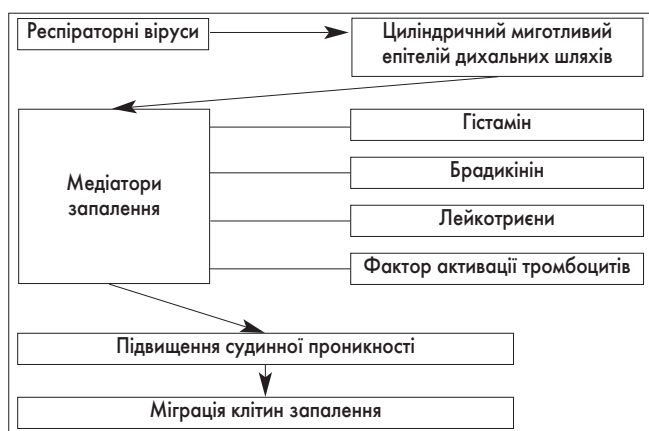 Респіраторні віруси
Циліндричний миготливий
епітелій дихальних шляхів
Медіатори
запалення
Гістамін
Брадикінін
Лейкотриєни
Фактор активації тромбоцитів
Підвищення судинної проникності
Міграція клітин запалення